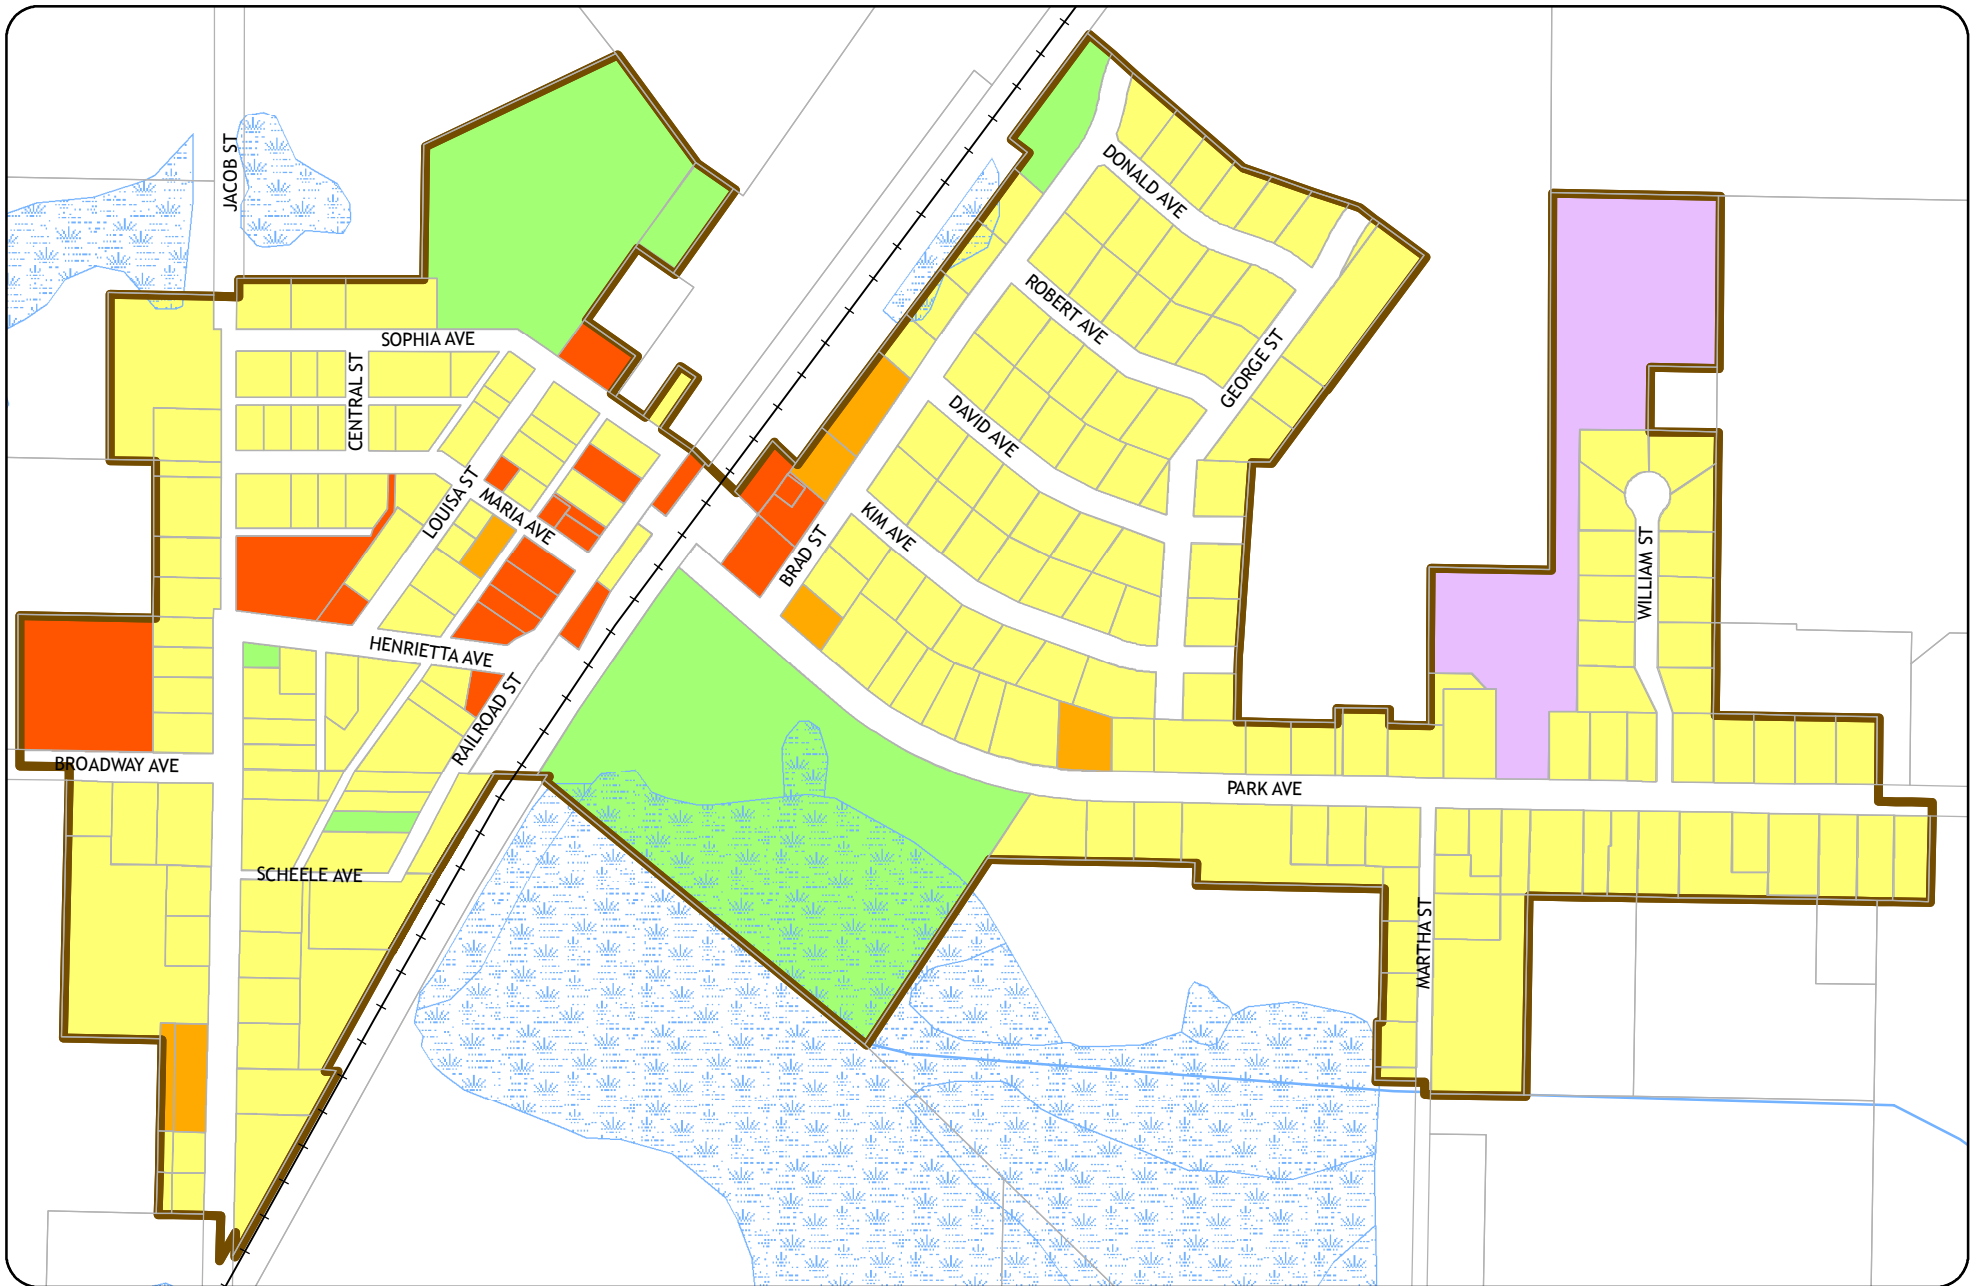 JACOB ST
DONALD AVE
SOPHIA AVE
ROBERT AVE
CENTRAL ST
GEORGE ST
DAVID AVE
LOUISA ST
MARIA AVE
KIM AVE
BRAD ST
WILLIAM ST
HENRIETTA AVE
RAILROAD ST
BROADWAY AVE
PARK AVE
SCHEELE AVE
MARTHA ST